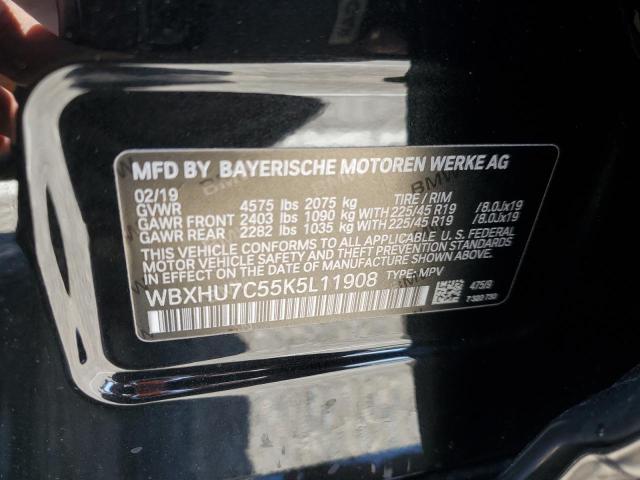 MFD BY BAYERISCHE MOTOREN WERKE AG
02/19 TIRE / RIM
GVWR 4575 lbs 2075 kg
GAWR FRONT 2403 lbs 1090 kg WITH 225/45 R19 /8.0Jx19
GAWR REAR 2282 lbs 1035 kg WITH 225/45 R19 /8.0Jx19
THIS VEHICLE CONFORMS TO ALL APPLICABLE U.S. FEDERAL
MOTOR VEHICLE SAFETY AND THEFT PREVENTION STANDARDS
IN EFFECT ON THE DATE OF MANUFACTURE SHOWN ABOVE.
WBXHU7C55K5L11908 TYPE: MPV
475/9